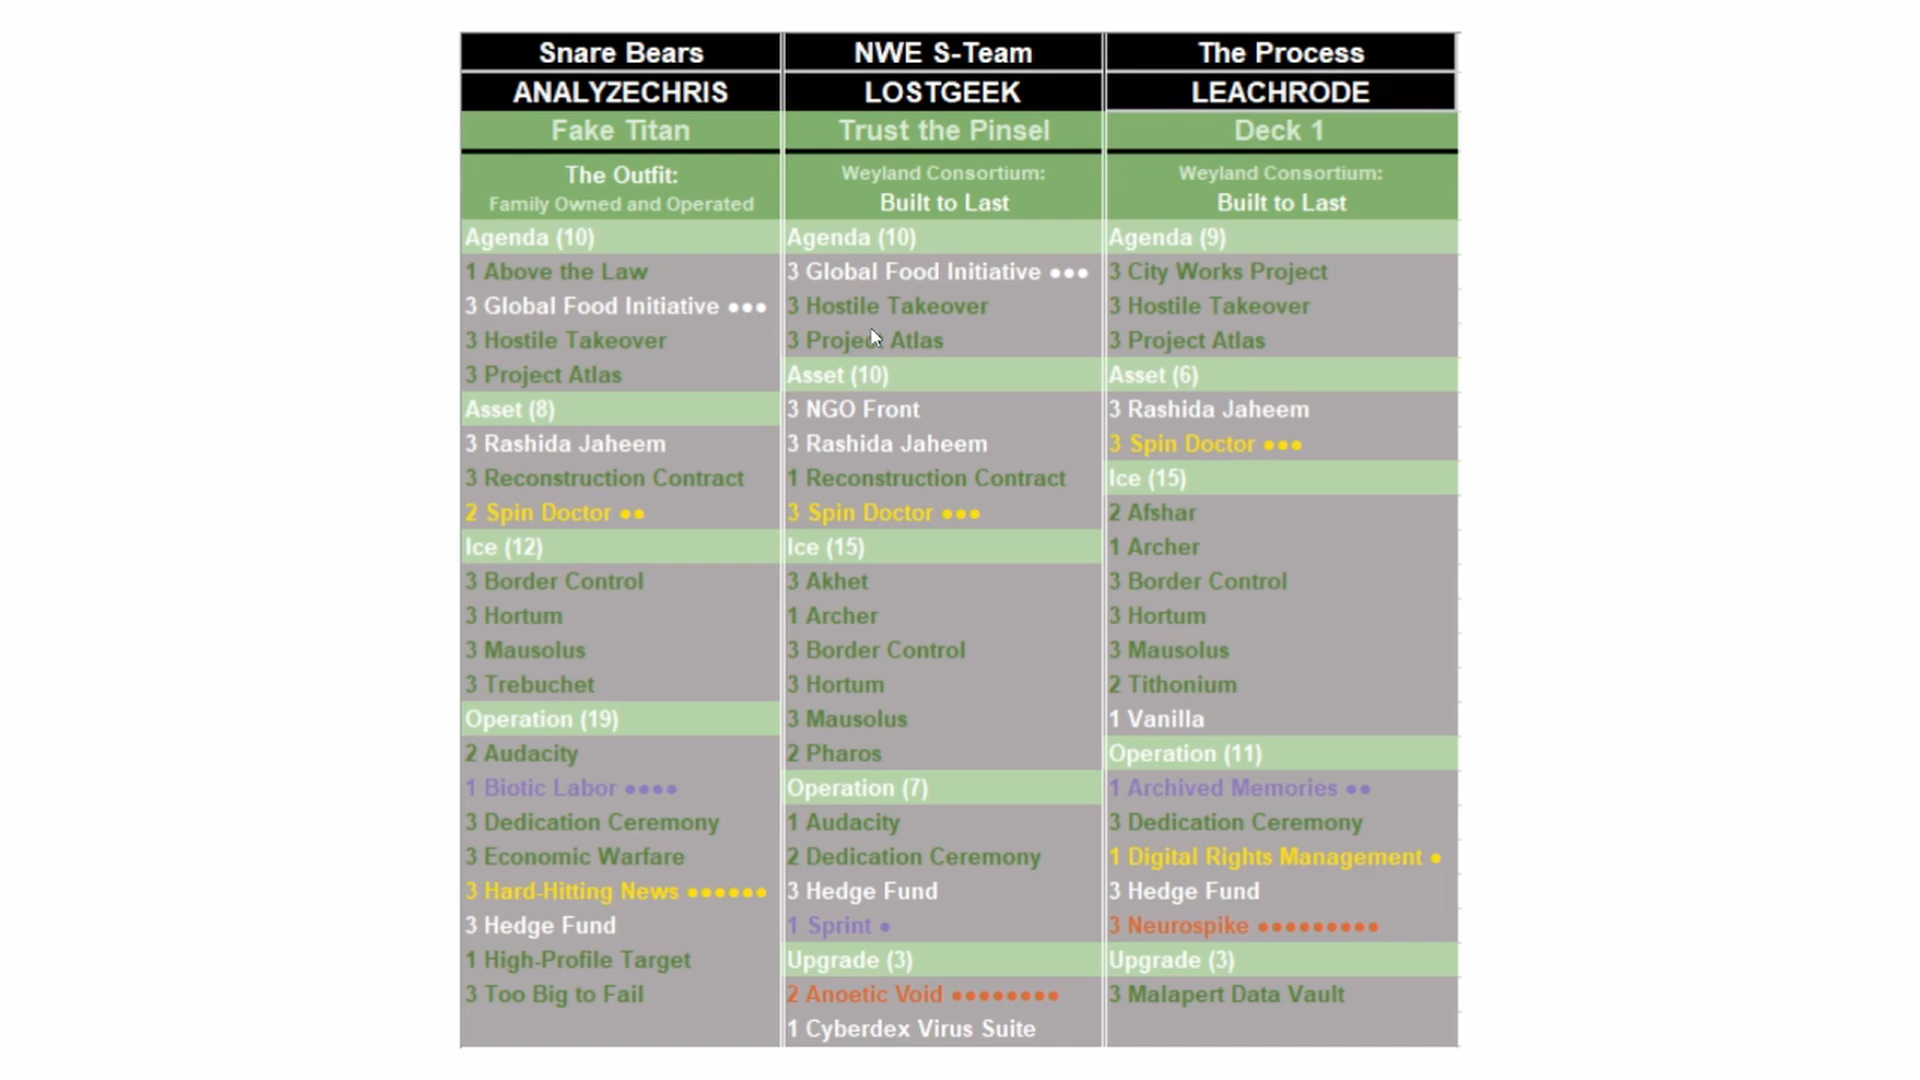 Snare Bears
ANALYZECHRIS
Fake Titan
The Outfit:
Family Owned and Operated
Agenda (10)
1 Above the Law
3 Global Food Initiative ●●●
3 Hostile Takeover
3 Project Atlas
Asset (8)
3 Rashida Jaheem
3 Reconstruction Contract
2 Spin Doctor ●●
Ice (12)
3 Border Control
3 Hortum
3 Mausolus
3 Trebuchet
Operation (19)
2 Audacity
1 Biotic Labor ●●●●
3 Dedication Ceremony
3 Economic Warfare
3 Hard-Hitting News ●●●●●●
3 Hedge Fund
1 High-Profile Target
3 Too Big to Fail
NWE S-Team
LOSTGEEK
Trust the Pinsel
Weyland Consortium:
Built to Last
Agenda (10)
3 Global Food Initiative ●●●
3 Hostile Takeover
3 Project Atlas
Asset (10)
3 NGO Front
3 Rashida Jaheem
1 Reconstruction Contract
3 Spin Doctor ●●●
Ice (15)
3 Akhet
1 Archer
3 Border Control
3 Hortum
3 Mausolus
2 Pharos
Operation (7)
1 Audacity
2 Dedication Ceremony
3 Hedge Fund
1 Sprint ●
Upgrade (3)
2 Anoetic Void ●●●●●●●●
1 Cyberdex Virus Suite
The Process
LEACHRODE
Deck 1
Weyland Consortium:
Built to Last
Agenda (9)
3 City Works Project
3 Hostile Takeover
3 Project Atlas
Asset (6)
3 Rashida Jaheem
3 Spin Doctor ●●●
Ice (15)
2 Afshar
1 Archer
3 Border Control
3 Hortum
3 Mausolus
2 Tithonium
1 Vanilla
Operation (11)
1 Archived Memories ●●
3 Dedication Ceremony
1 Digital Rights Management ●
3 Hedge Fund
3 Neurospike ●●●●●●●●●
Upgrade (3)
3 Malapert Data Vault